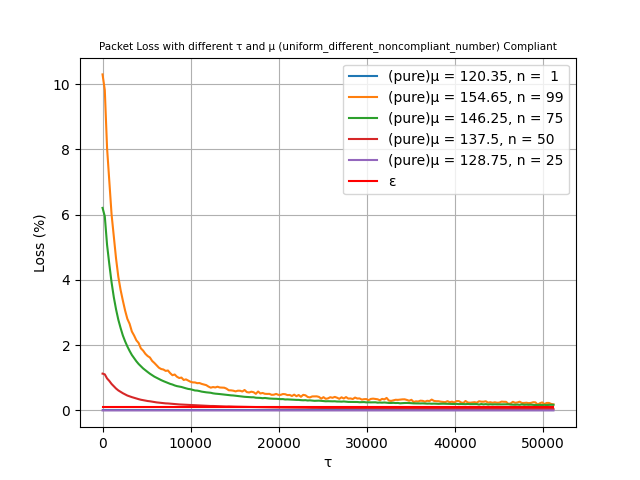 Packet Loss with different τ and μ (uniform_different_noncompliant_number) Compliant
(pure)μ = 120.35, n =  1
(pure)μ = 154.65, n = 99
(pure)μ = 146.25, n = 75
(pure)μ = 137.5, n = 50
(pure)μ = 128.75, n = 25
ε
Loss (%)
10
8
6
4
2
0
0 10000 20000 30000 40000 50000
τ